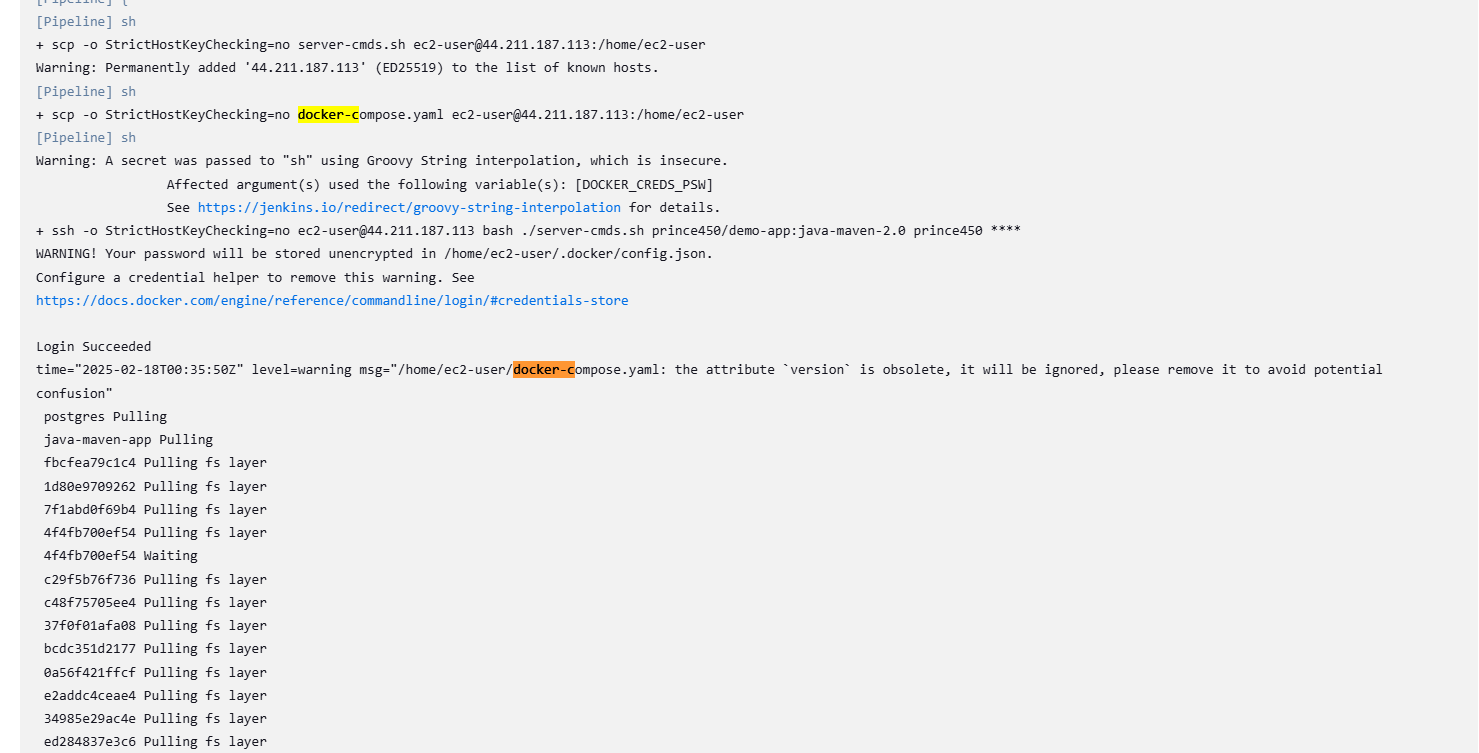 [Pipeline] {
[Pipeline] sh
+ scp -o StrictHostKeyChecking=no server-cmds.sh ec2-user@44.211.187.113:/home/ec2-user
Warning: Permanently added '44.211.187.113' (ED25519) to the list of known hosts.
[Pipeline] sh
+ scp -o StrictHostKeyChecking=no docker-compose.yaml ec2-user@44.211.187.113:/home/ec2-user
[Pipeline] sh
Warning: A secret was passed to "sh" using Groovy String interpolation, which is insecure.
Affected argument(s) used the following variable(s): [DOCKER_CREDS_PSW]
See https://jenkins.io/redirect/groovy-string-interpolation for details.
+ ssh -o StrictHostKeyChecking=no ec2-user@44.211.187.113 bash ./server-cmds.sh prince450/demo-app:java-maven-2.0 prince450 ****
WARNING! Your password will be stored unencrypted in /home/ec2-user/.docker/config.json.
Configure a credential helper to remove this warning. See
https://docs.docker.com/engine/reference/commandline/login/#credentials-store
Login Succeeded
time="2025-02-18T00:35:50Z" level=warning msg="/home/ec2-user/docker-compose.yaml: the attribute `version` is obsolete, it will be ignored, please remove it to avoid potential
confusion"
postgres Pulling
java-maven-app Pulling
fbcfea79c1c4 Pulling fs layer
1d80e9709262 Pulling fs layer
7f1abd0f69b4 Pulling fs layer
4f4fb700ef54 Pulling fs layer
4f4fb700ef54 Waiting
c29f5b76f736 Pulling fs layer
c48f75705ee4 Pulling fs layer
37f0f01afa08 Pulling fs layer
bcdc351d2177 Pulling fs layer
0a56f421ffcf Pulling fs layer
e2addc4ceae4 Pulling fs layer
34985e29ac4e Pulling fs layer
ed284837e3c6 Pulling fs layer